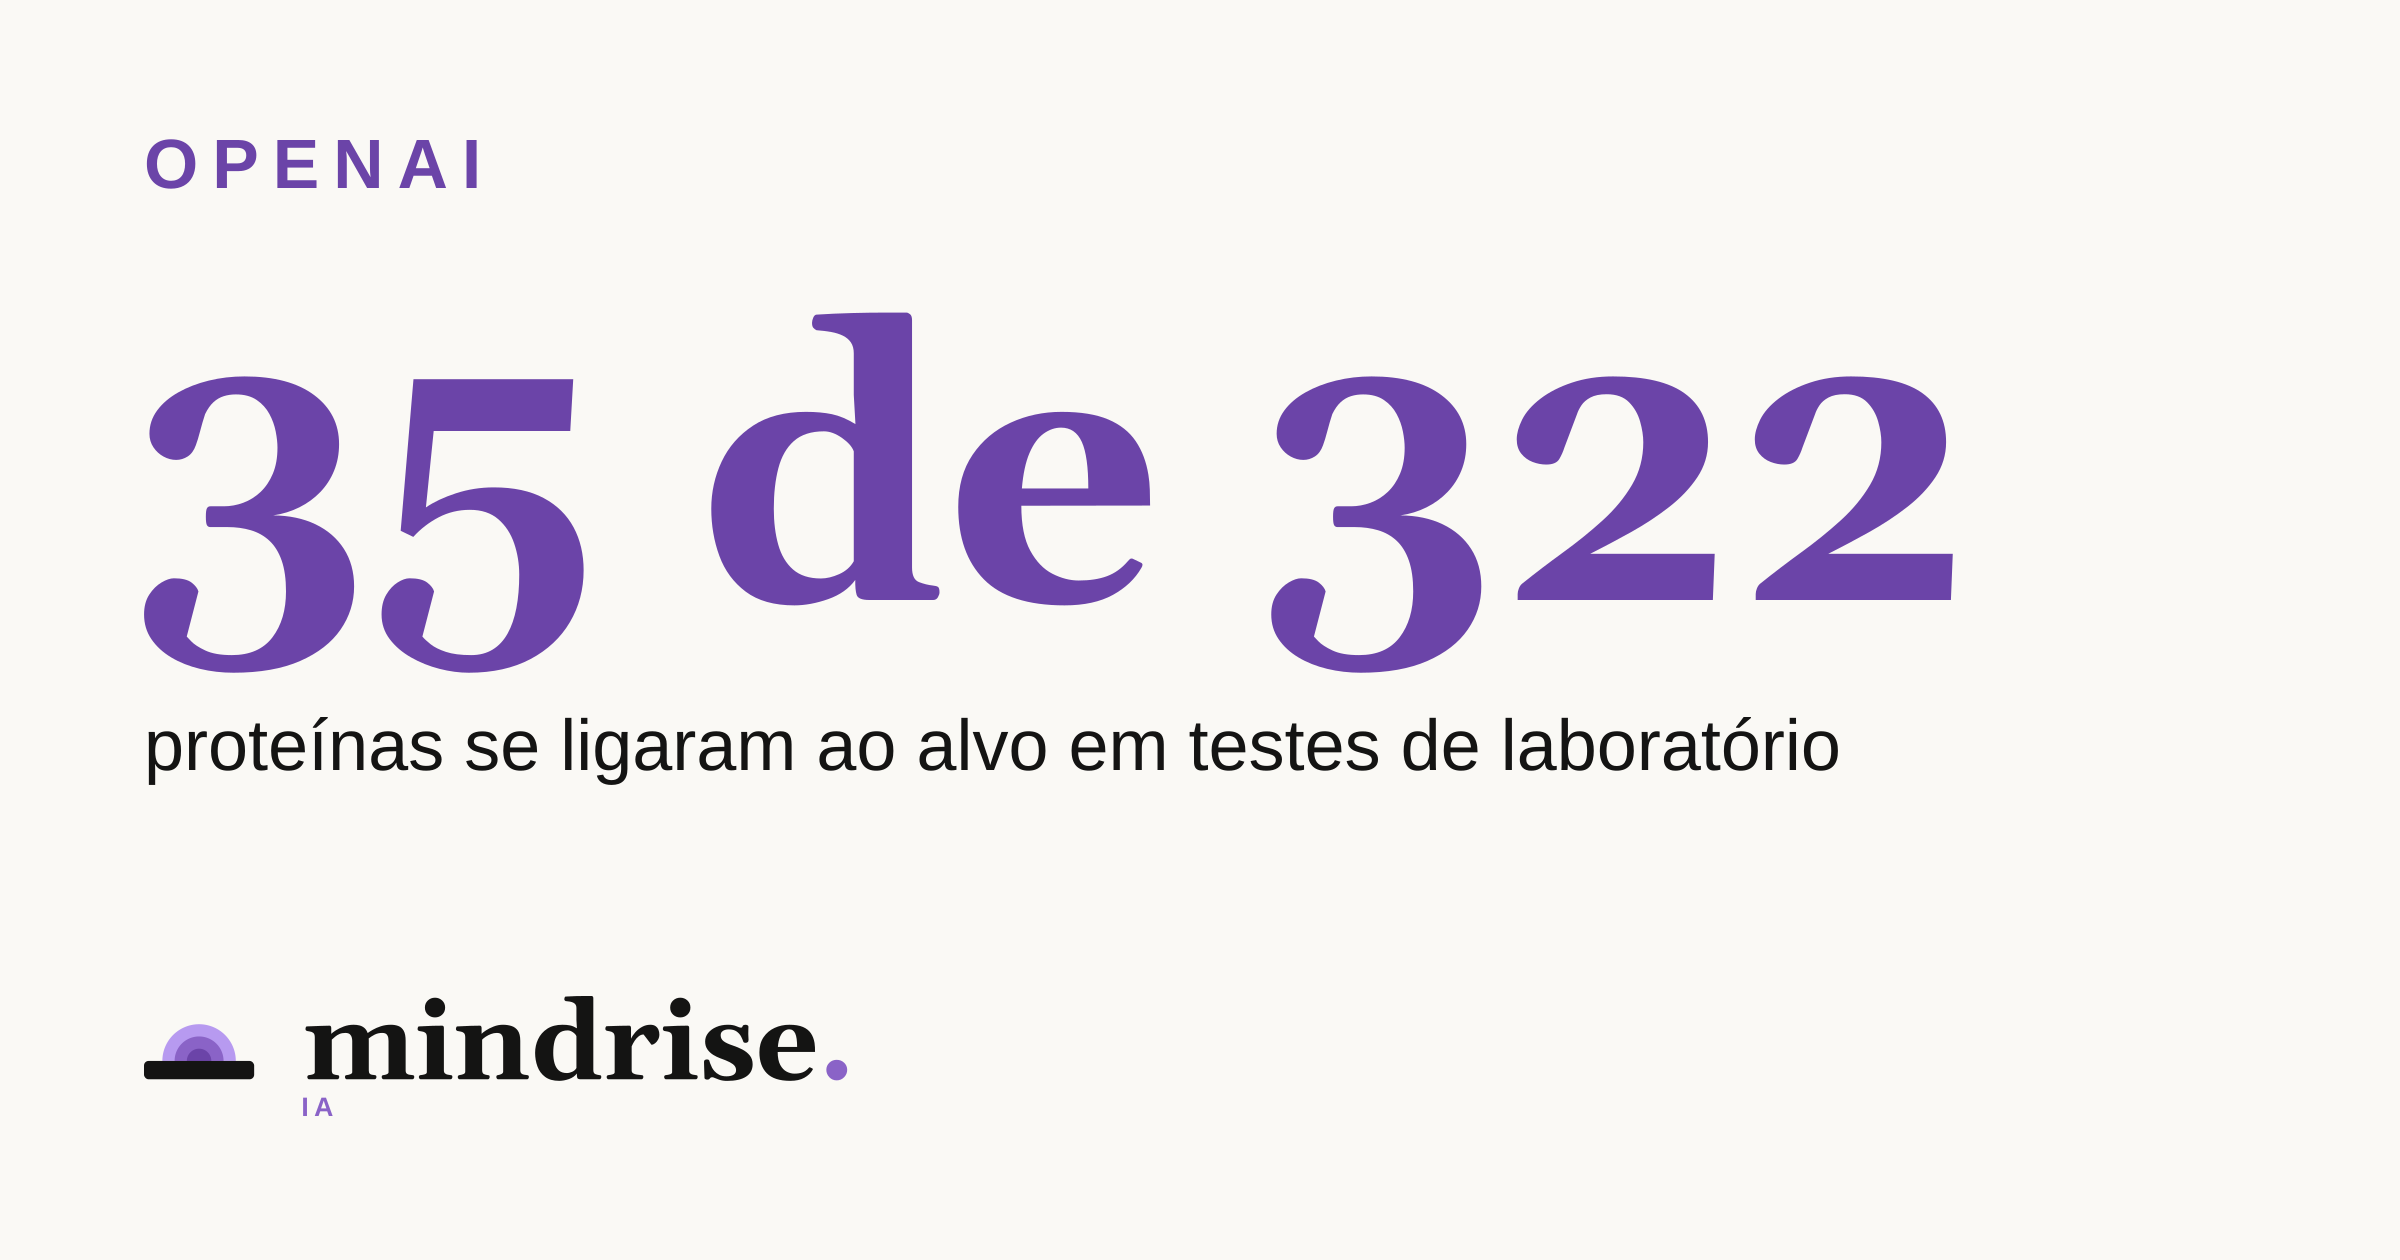 OPENAI
35 de 322
proteínas se ligaram ao alvo em testes de laboratório
mindrise.
IA